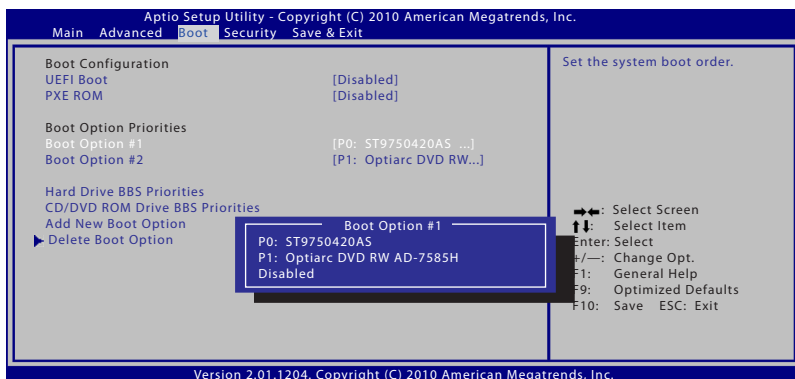 Aptio Setup Utility - Copyright (C) 2010 American Megatrends, Inc.
Main Advanced Boot Security Save & Exit
Boot Configuration
UEFI Boot [Disabled]
PXE ROM [Disabled]
Boot Option Priorities
Boot Option #1 [P0: ST9750420AS ...]
Boot Option #2 [P1: Optiarc DVD RW...]
Hard Drive BBS Priorities
CD/DVD ROM Drive BBS Priorities
Add New Boot Option
Delete Boot Option
Boot Option #1
P0: ST9750420AS
P1: Optiarc DVD RW AD-7585H
Disabled
Set the system boot order.
→←: Select Screen
↑↓: Select Item
Enter: Select
+/—: Change Opt.
F1: General Help
F9: Optimized Defaults
F10: Save ESC: Exit
Version 2.01.1204. Copyright (C) 2010 American Megatrends, Inc.